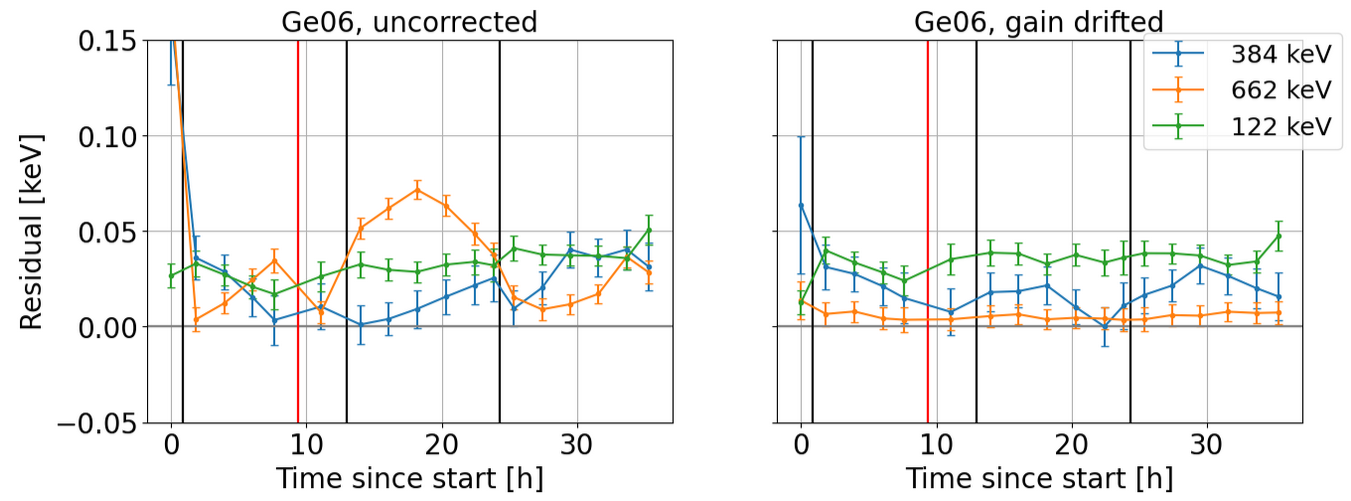 Ge06, uncorrected
Ge06, gain drifted
Residual [keV]
0.15
0.10
0.05
0.00
−0.05
0 10 20 30
Time since start [h]
0 10 20 30
Time since start [h]
384 keV
662 keV
122 keV